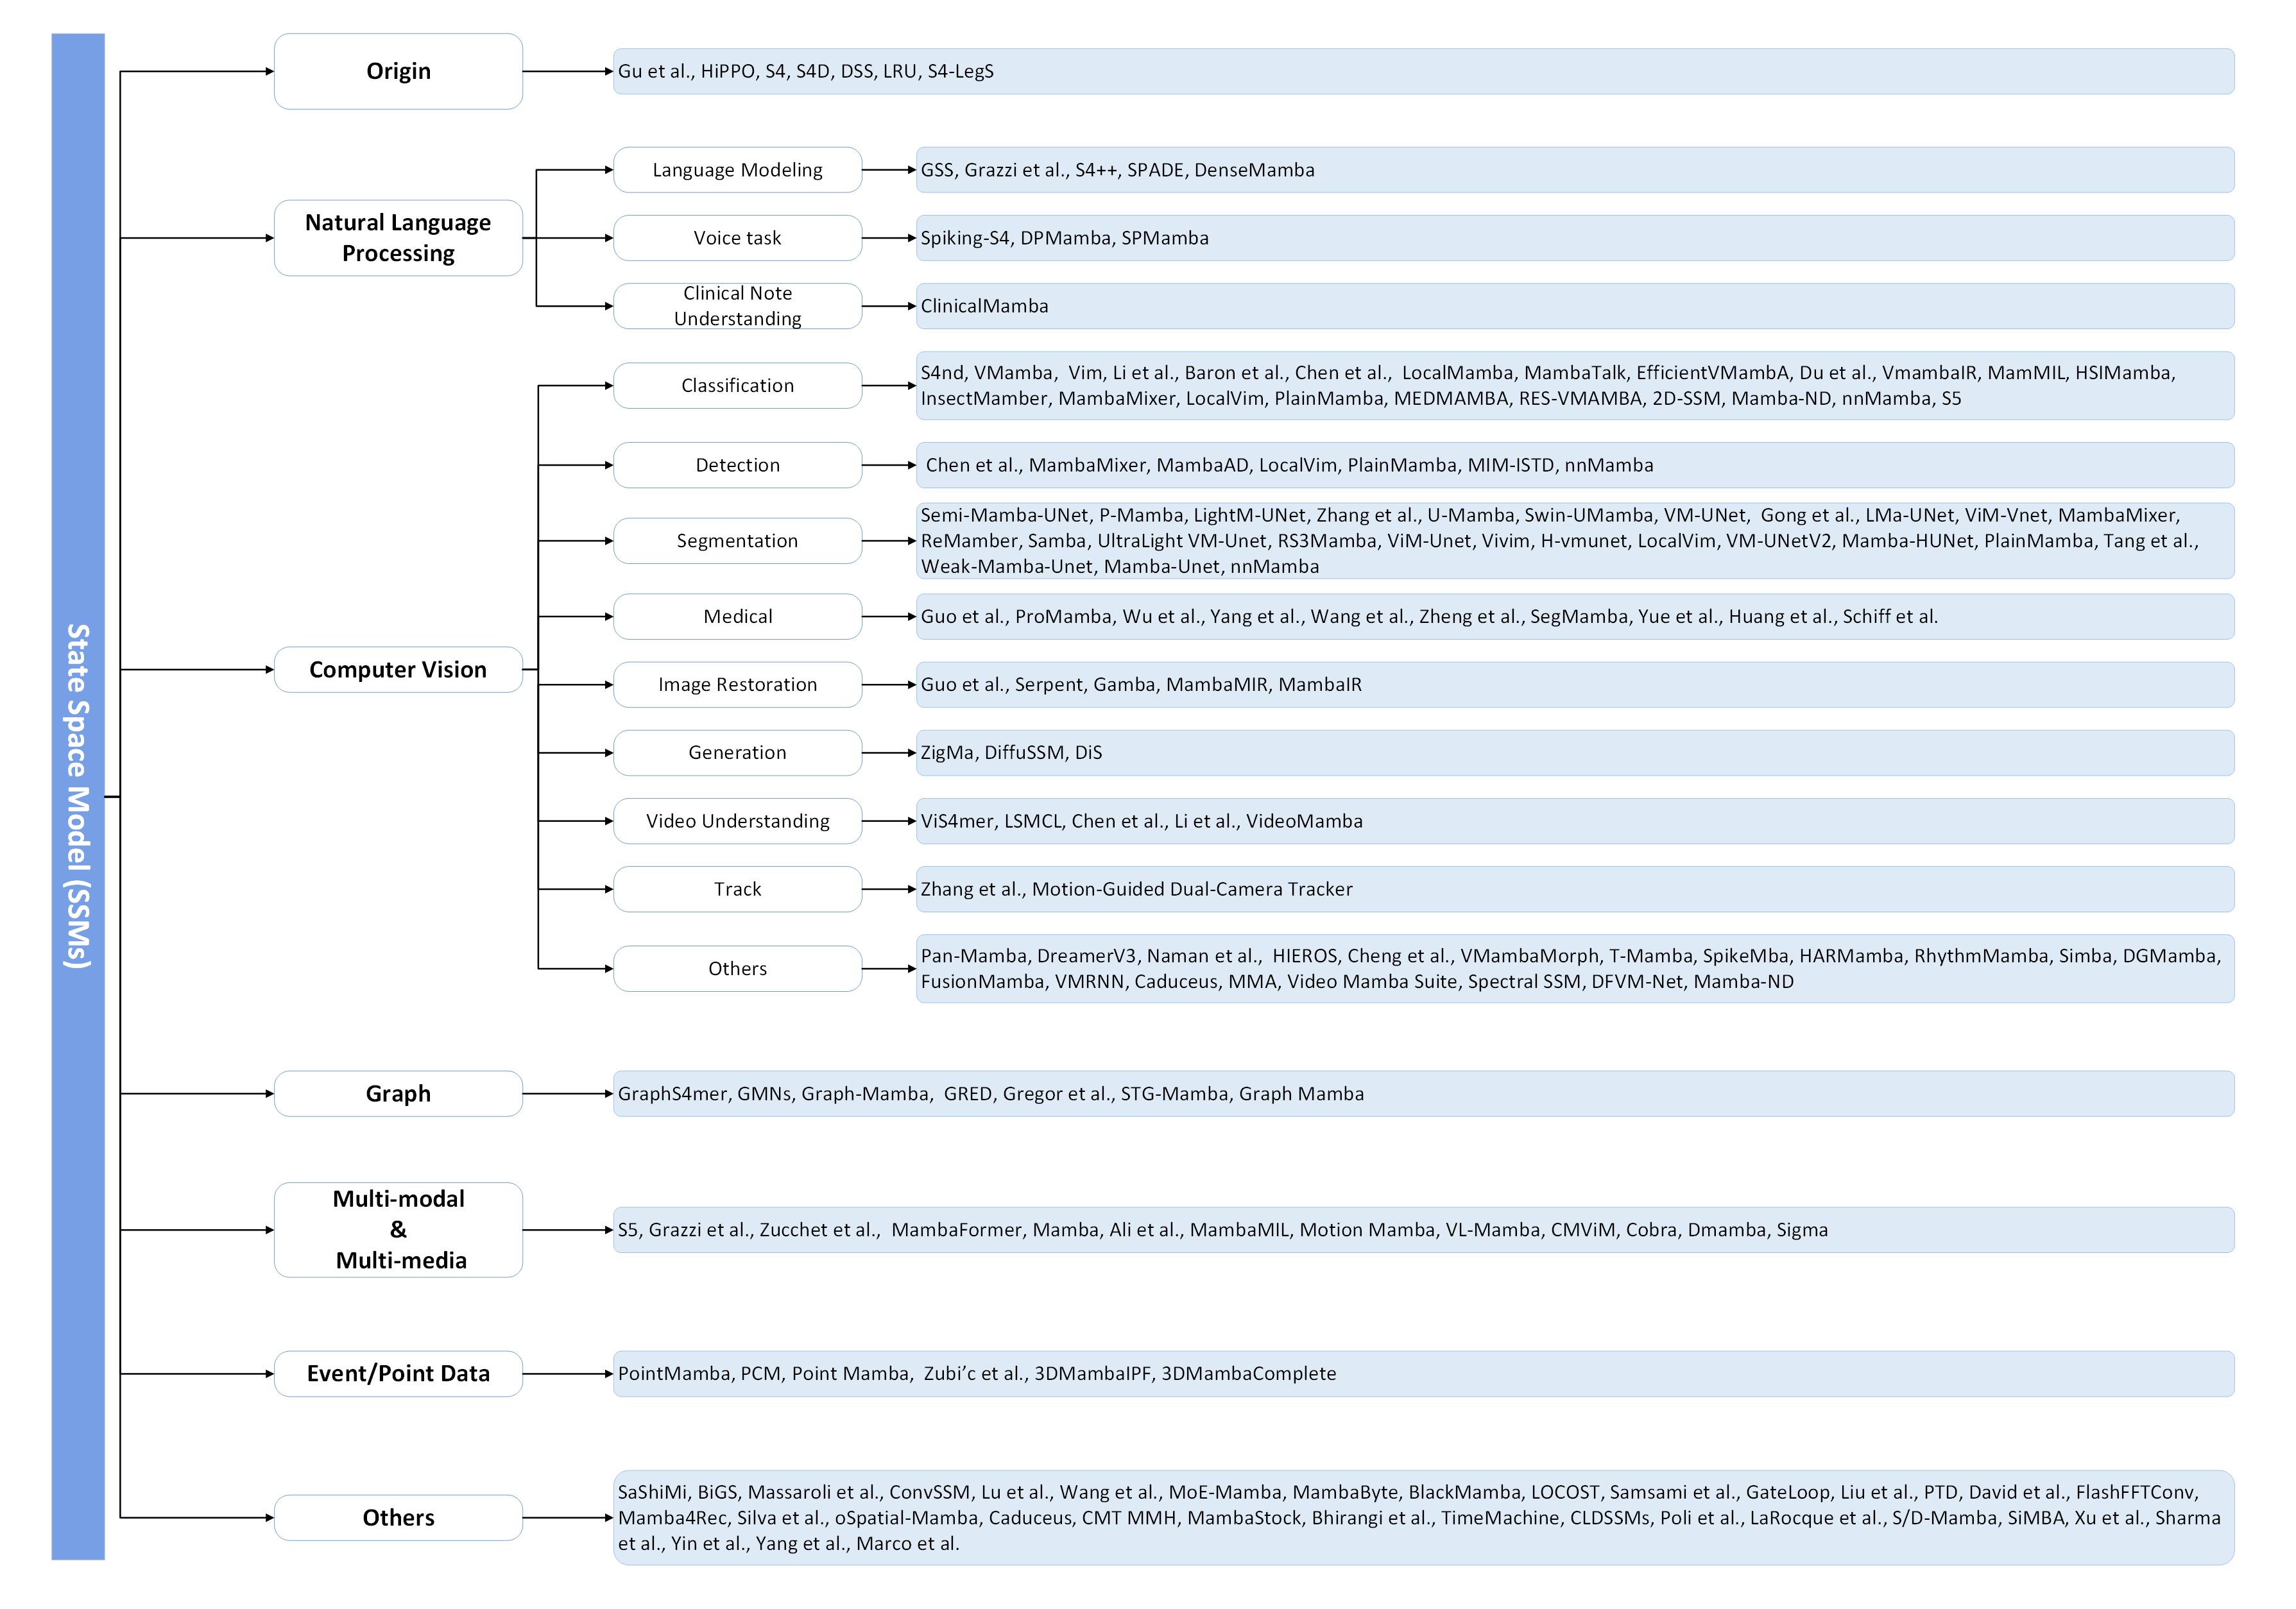 State Space Model (SSMs)
Origin
Gu et al., HiPPO, S4, S4D, DSS, LRU, S4-LegS
Natural Language
Processing
Language Modeling
GSS, Grazzi et al., S4++, SPADE, DenseMamba
Voice task
Spiking-S4, DPMamba, SPMamba
Clinical Note
Understanding
ClinicalMamba
Computer Vision
Classification
S4nd, VMamba, Vim, Li et al., Baron et al., Chen et al., LocalMamba, MambaTalk, EfficientVMambA, Du et al., VmambaIR, MamMIL, HSIMamba,
InsectMamber, MambaMixer, LocalVim, PlainMamba, MEDMAMBA, RES-VMAMBA, 2D-SSM, Mamba-ND, nnMamba, S5
Detection
Chen et al., MambaMixer, MambaAD, LocalVim, PlainMamba, MIM-ISTD, nnMamba
Segmentation
Semi-Mamba-UNet, P-Mamba, LightM-UNet, Zhang et al., U-Mamba, Swin-UMamba, VM-UNet, Gong et al., LMa-UNet, ViM-Vnet, MambaMixer,
ReMamber, Samba, UltraLight VM-Unet, RS3Mamba, ViM-Unet, Vivim, H-vmunet, LocalVim, VM-UNetV2, Mamba-HUNet, PlainMamba, Tang et al.,
Weak-Mamba-Unet, Mamba-Unet, nnMamba
Medical
Guo et al., ProMamba, Wu et al., Yang et al., Wang et al., Zheng et al., SegMamba, Yue et al., Huang et al., Schiff et al.
Image Restoration
Guo et al., Serpent, Gamba, MambaMIR, MambaIR
Generation
ZigMa, DiffuSSM, DiS
Video Understanding
ViS4mer, LSMCL, Chen et al., Li et al., VideoMamba
Track
Zhang et al., Motion-Guided Dual-Camera Tracker
Others
Pan-Mamba, DreamerV3, Naman et al., HIEROS, Cheng et al., VMambaMorph, T-Mamba, SpikeMba, HARMamba, RhythmMamba, Simba, DGMamba,
FusionMamba, VMRNN, Caduceus, MMA, Video Mamba Suite, Spectral SSM, DFVM-Net, Mamba-ND
Graph
GraphS4mer, GMNs, Graph-Mamba, GRED, Gregor et al., STG-Mamba, Graph Mamba
Multi-modal
&
Multi-media
S5, Grazzi et al., Zucchet et al., MambaFormer, Mamba, Ali et al., MambaMIL, Motion Mamba, VL-Mamba, CMViM, Cobra, Dmamba, Sigma
Event/Point Data
PointMamba, PCM, Point Mamba, Zubi’c et al., 3DMambaIPF, 3DMambaComplete
Others
SaShiMi, BiGS, Massaroli et al., ConvSSM, Lu et al., Wang et al., MoE-Mamba, MambaByte, BlackMamba, LOCOST, Samsami et al., GateLoop, Liu et al., PTD, David et al., FlashFFTConv,
Mamba4Rec, Silva et al., oSpatial-Mamba, Caduceus, CMT MMH, MambaStock, Bhirangi et al., TimeMachine, CLDSSMs, Poli et al., LaRocque et al., S/D-Mamba, SiMBA, Xu et al., Sharma
et al., Yin et al., Yang et al., Marco et al.